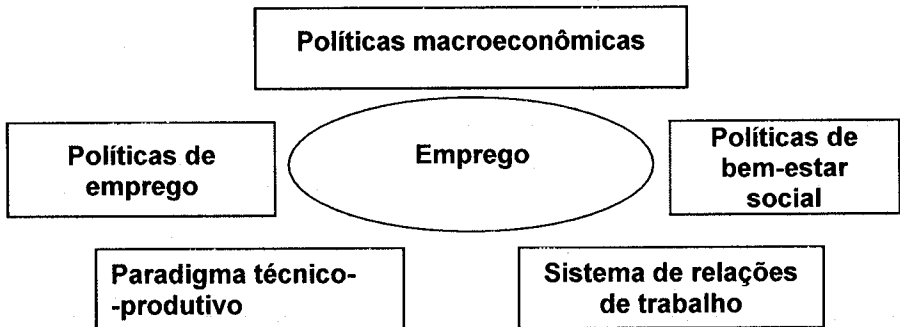 Políticas macroeconômicas
Políticas de
emprego
Emprego
Políticas de
bem-estar
social
Paradigma técnico-
-produtivo
Sistema de relações
de trabalho